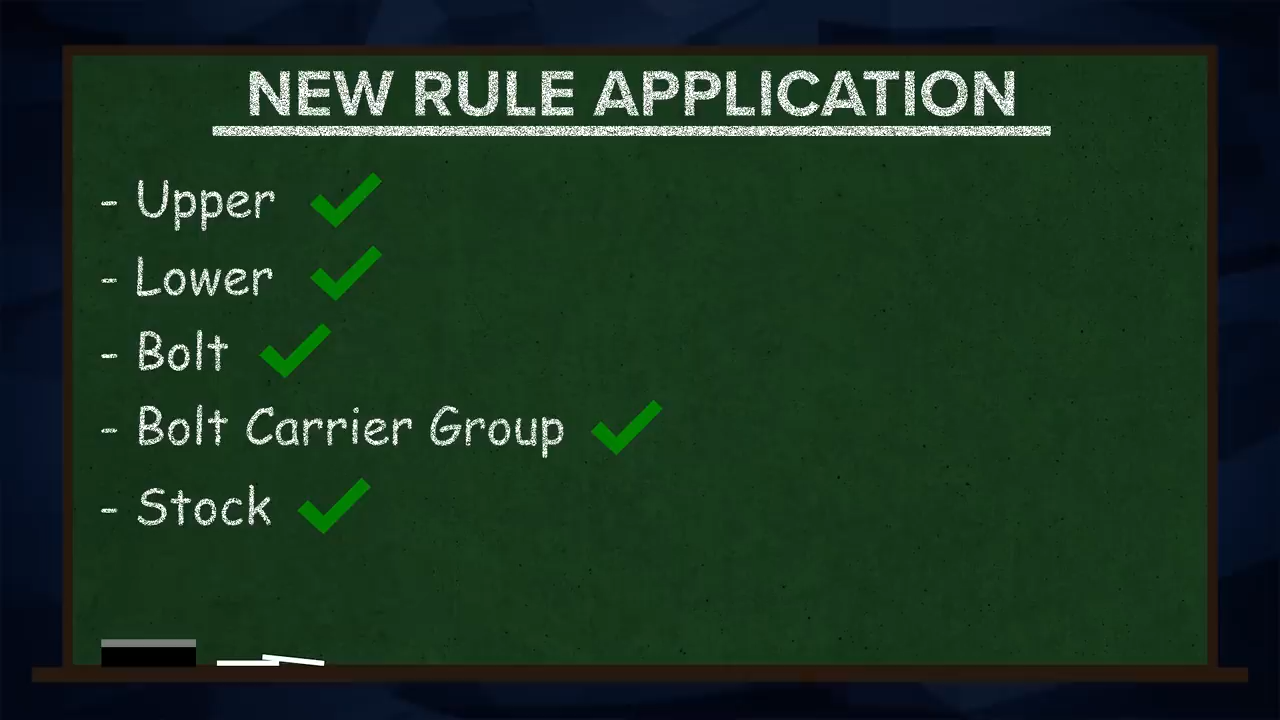 NEW RULE APPLICATION
- Upper
- Lower
- Bolt
- Bolt Carrier Group
- Stock